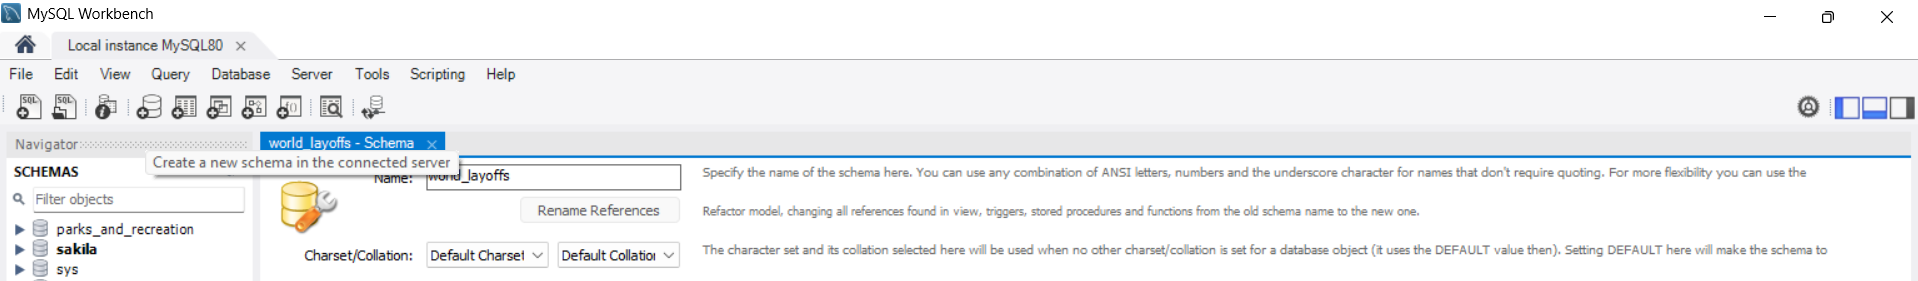 MySQL Workbench
Local instance MySQL80
File Edit View Query Database Server Tools Scripting Help
SQL SQL
Navigator
world_layoffs - Schema
Create a new schema in the connected server
SCHEMAS
Filter objects
parks_and_recreation
sakila
sys
Name: world_layoffs
Specify the name of the schema here. You can use any combination of ANSI letters, numbers and the underscore character for names that don't require quoting. For more flexibility you can use the
Rename References
Refactor model, changing all references found in view, triggers, stored procedures and functions from the old schema name to the new one.
Charset/Collation: Default Charset Default Collation
The character set and its collation selected here will be used when no other charset/collation is set for a database object (it uses the DEFAULT value then). Setting DEFAULT here will make the schema to